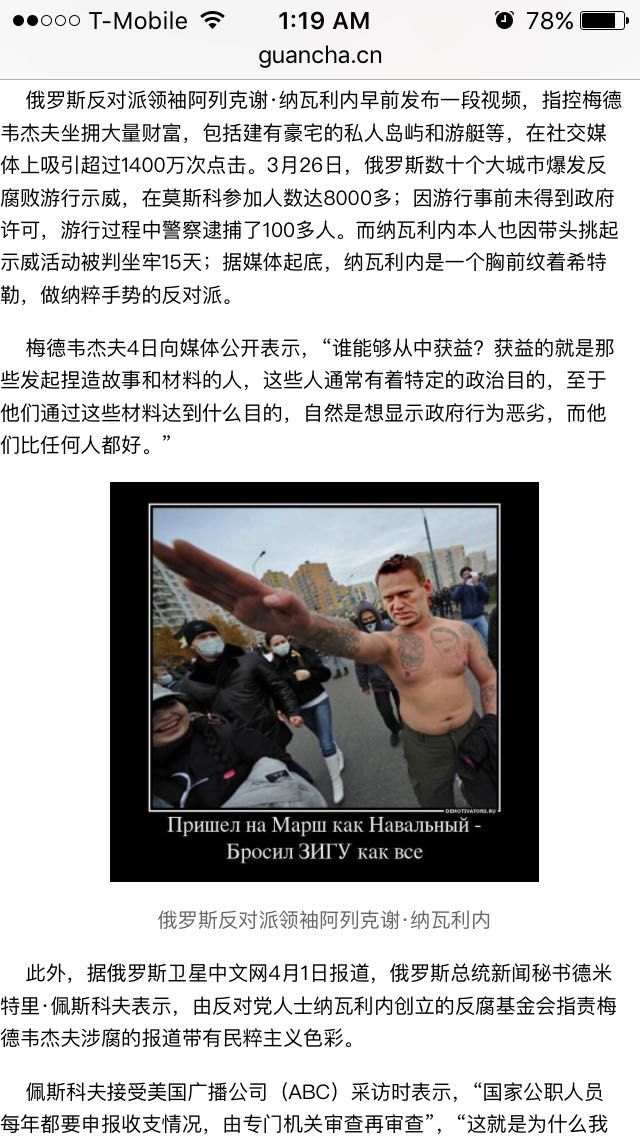 T-Mobile 1:19 AM 78%
guancha.cn
俄罗斯反对派领袖阿列克谢·纳瓦利内早前发布一段视频，指控梅德
韦杰夫坐拥大量财富，包括建有豪宅的私人岛屿和游艇等，在社交媒
体上吸引超过1400万次点击。3月26日，俄罗斯数十个大城市爆发反
腐败游行示威，在莫斯科参加人数达8000多；因游行事前未得到政府
许可，游行过程中警察逮捕了100多人。而纳瓦利内本人也因带头挑起
示威活动被判坐牢15天；据媒体起底，纳瓦利内是一个胸前纹着希特
勒，做纳粹手势的反对派。
梅德韦杰夫4日向媒体公开表示，“谁能够从中获益？获益的就是那
些发起捏造故事和材料的人，这些人通常有着特定的政治目的，至于
他们通过这些材料达到什么目的，自然是想显示政府行为恶劣，而他
们比任何人都好。”
DEMOTIVATORS.RU
Пришел на Марш как Навальный -
Бросил ЗИГУ как все
俄罗斯反对派领袖阿列克谢·纳瓦利内
此外，据俄罗斯卫星中文网4月1日报道，俄罗斯总统新闻秘书德米
特里·佩斯科夫表示，由反对党人士纳瓦利内创立的反腐基金会指责梅
德韦杰夫涉腐的报道带有民粹主义色彩。
佩斯科夫接受美国广播公司（ABC）采访时表示，“国家公职人员
每年都要申报收支情况，由专门机关审查再审查”，“这就是为什么我